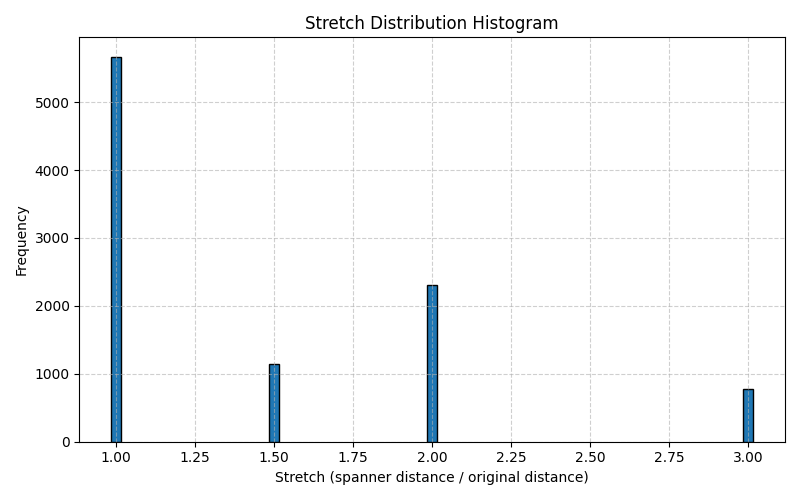 Stretch Distribution Histogram
Frequency
5000
4000
3000
2000
1000
0
1.00 1.25 1.50 1.75 2.00 2.25 2.50 2.75 3.00
Stretch (spanner distance / original distance)